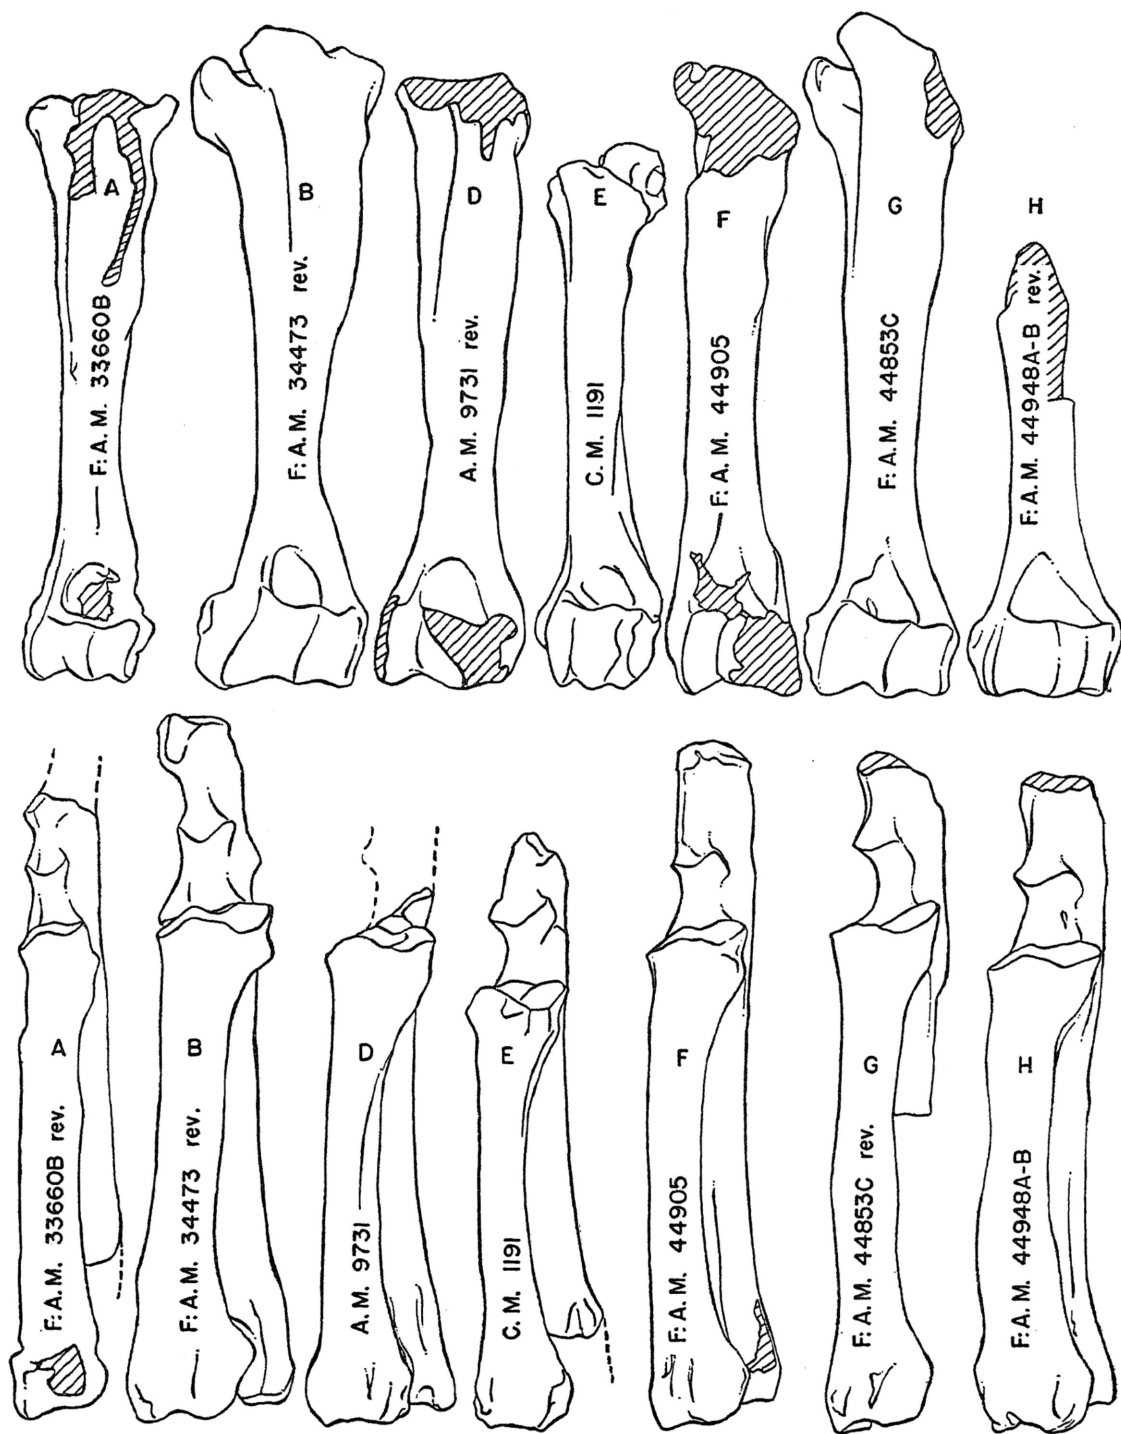 A
F:A.M. 33660B
B
F:A.M. 34473 rev.
D
A.M. 9731 rev.
E
C.M. 1191
F
F:A.M. 44905
G
F:A.M. 44853C
H
F:A.M. 44948A-B rev.
A
F:A.M. 33660B rev.
B
F:A.M. 34473 rev.
D
A.M. 9731
E
C.M. 1191
F
F:A.M. 44905
G
F:A.M. 44853C rev.
H
F:A.M. 44948A-B